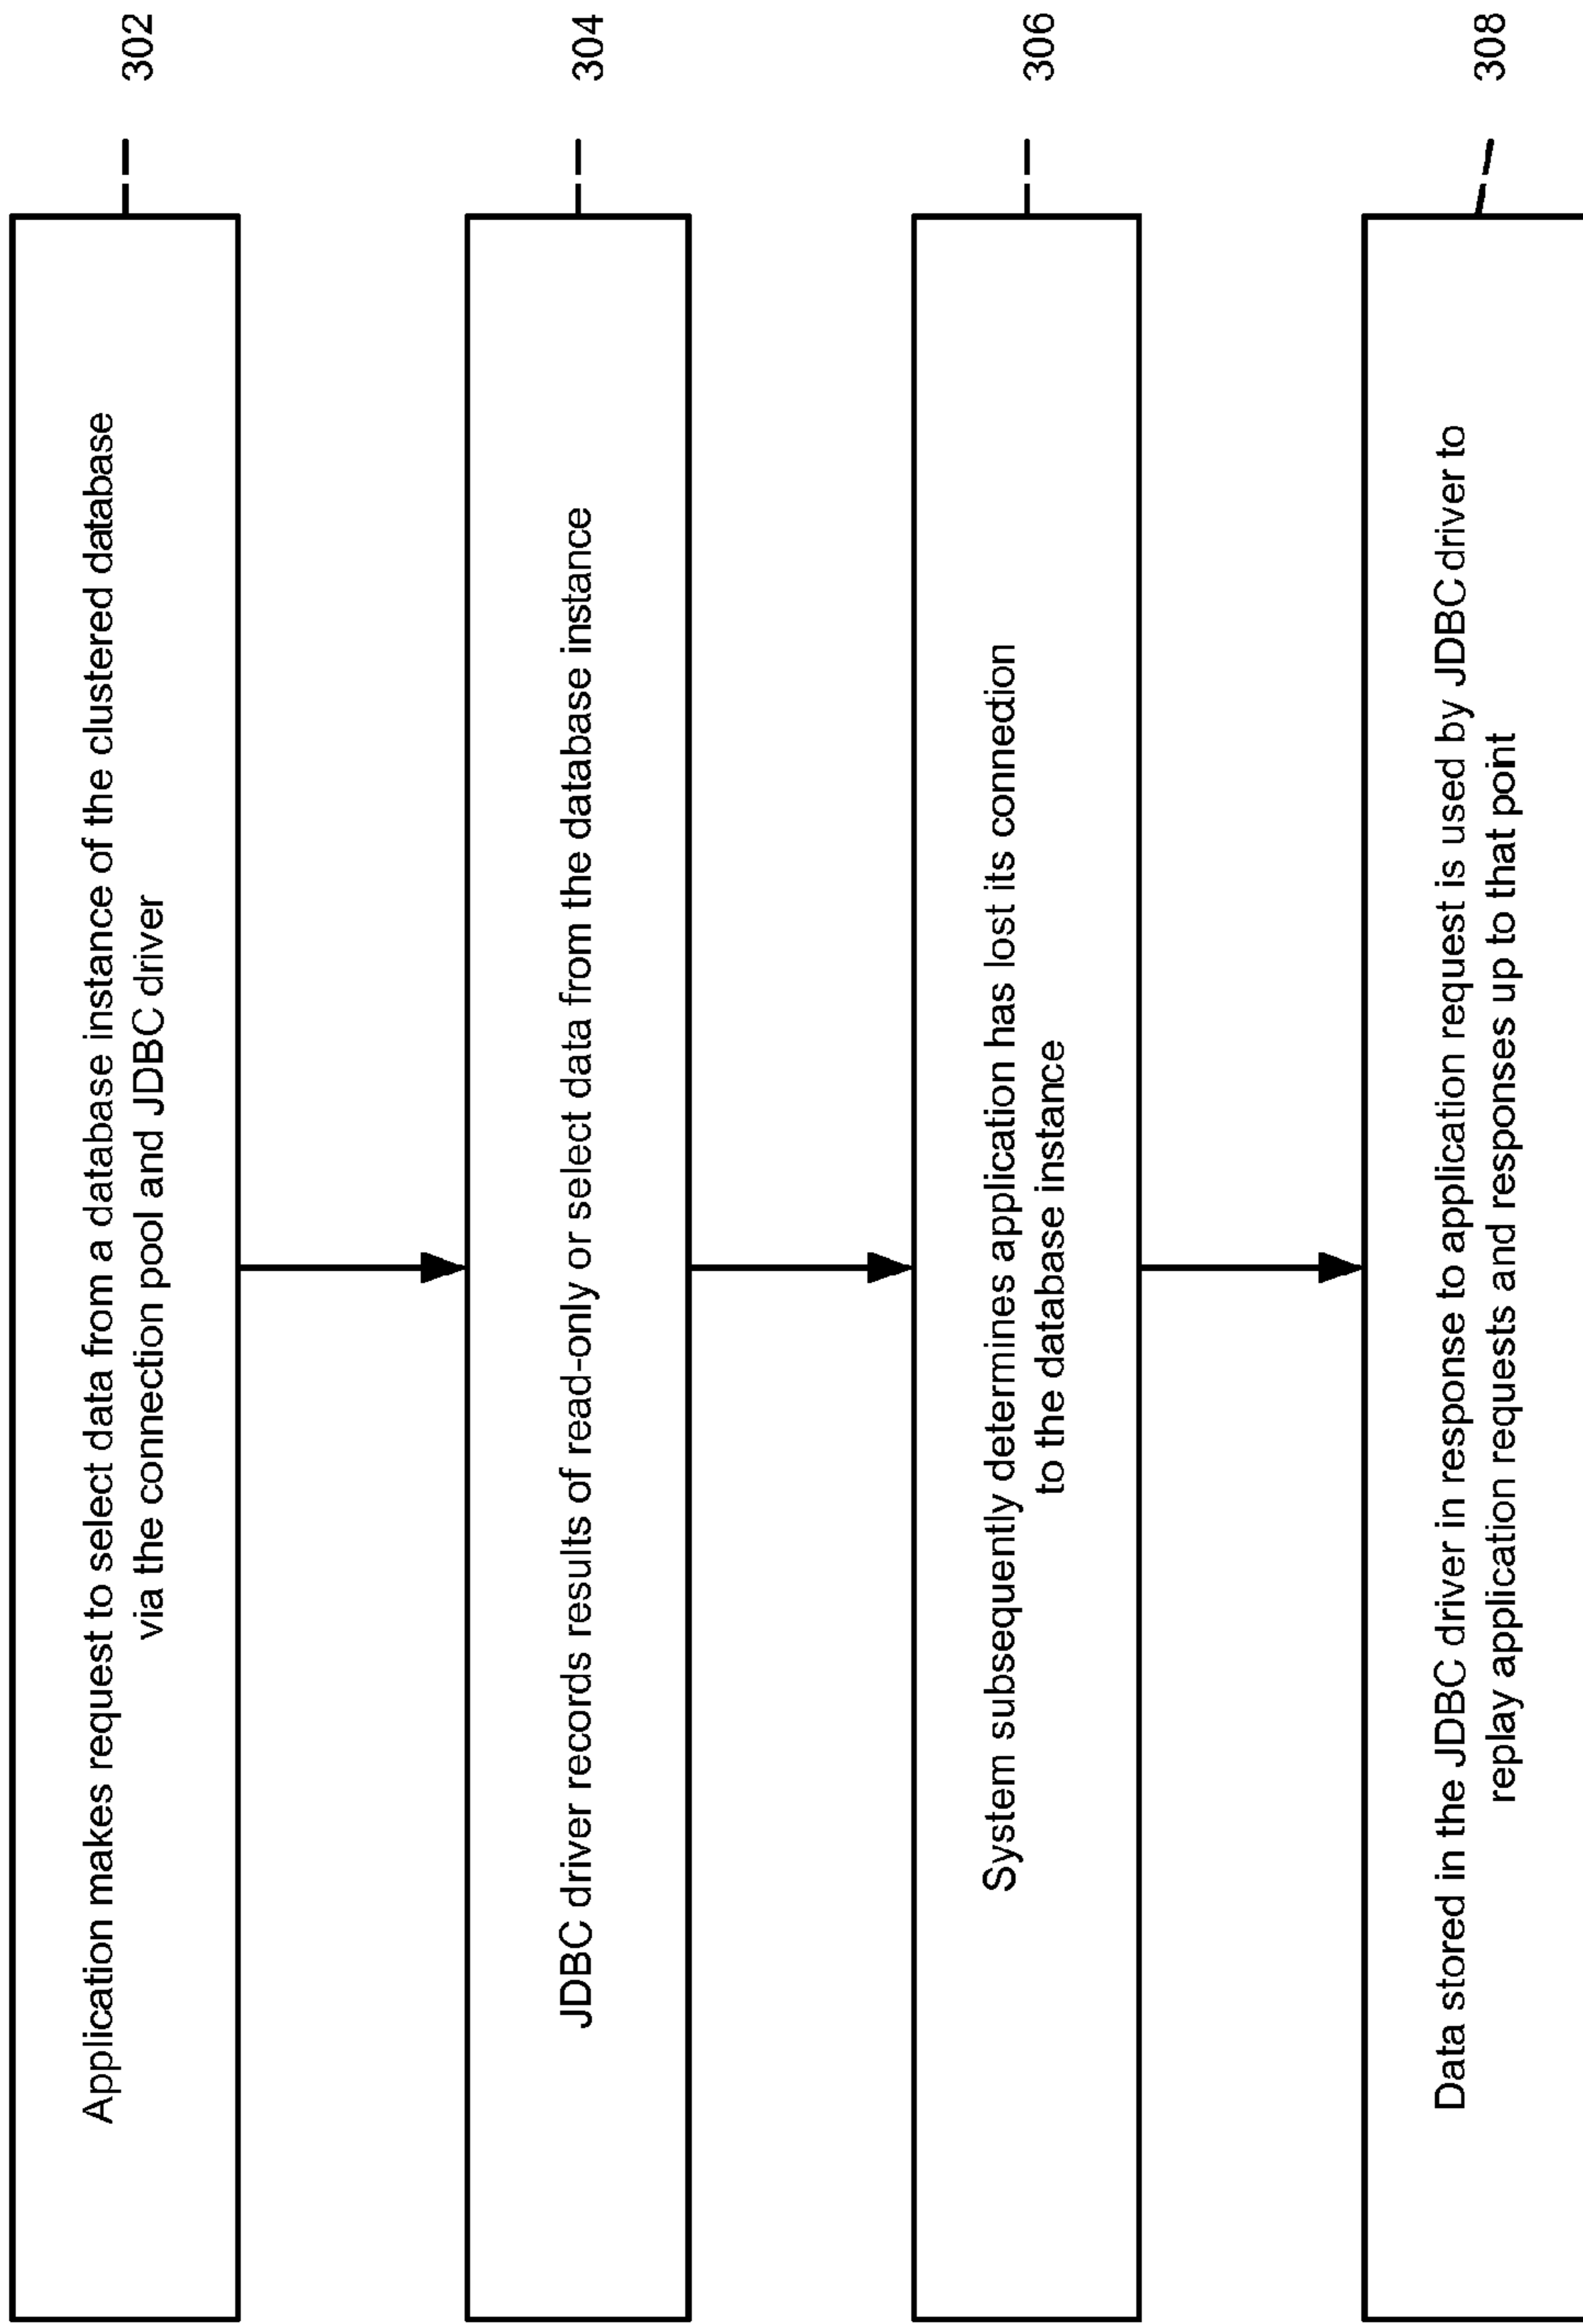 Application makes request to select data from a database instance of the clustered database
via the connection pool and JDBC driver
302
JDBC driver records results of read-only or select data from the database instance
304
System subsequently determines application has lost its connection
to the database instance
306
Data stored in the JDBC driver in response to application request is used by JDBC driver to
replay application requests and responses up to that point
308